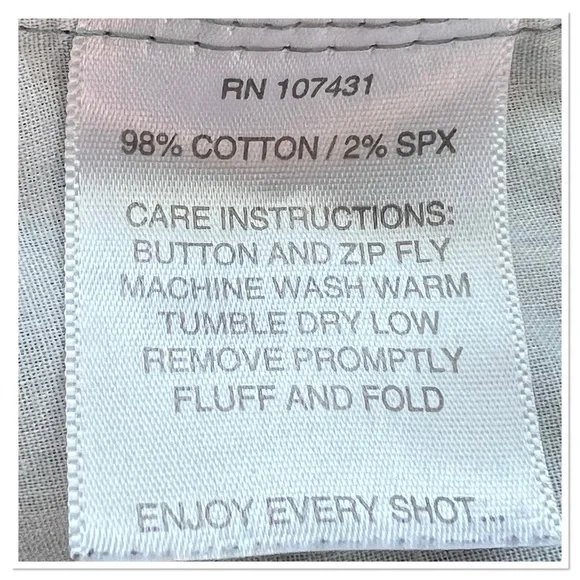 RN 107431
98% COTTON / 2% SPX
CARE INSTRUCTIONS:
BUTTON AND ZIP FLY
MACHINE WASH WARM
TUMBLE DRY LOW
REMOVE PROMPTLY
FLUFF AND FOLD
ENJOY EVERY SHOT...